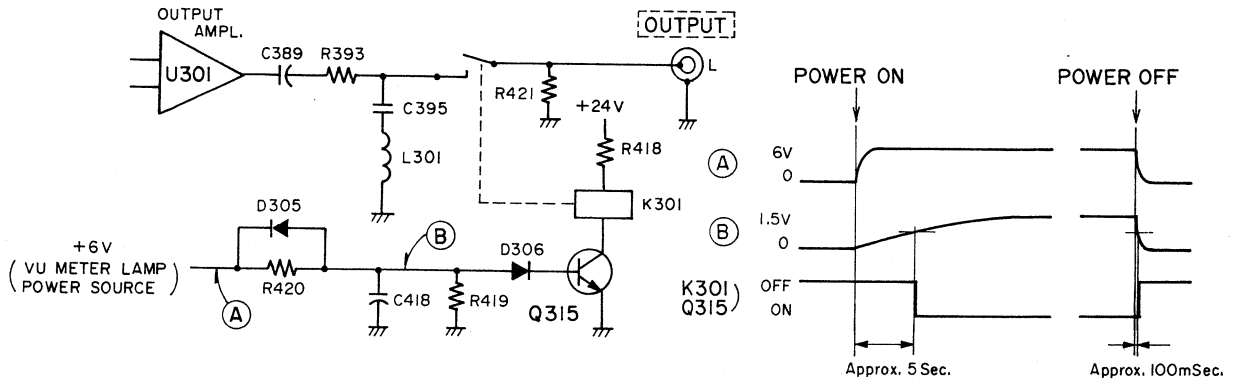 OUTPUT
AMPL.
U301
C389
R393
C395
L301
OUTPUT
L
R421
+24V
R418
K301
D305
+6V
( VU METER LAMP
POWER SOURCE )
R420
A
B
C418
R419
D306
Q315
POWER ON
POWER OFF
A
6V
0
B
1.5V
0
K301
Q315 )
OFF
ON
Approx. 5 Sec.
Approx. 100mSec.